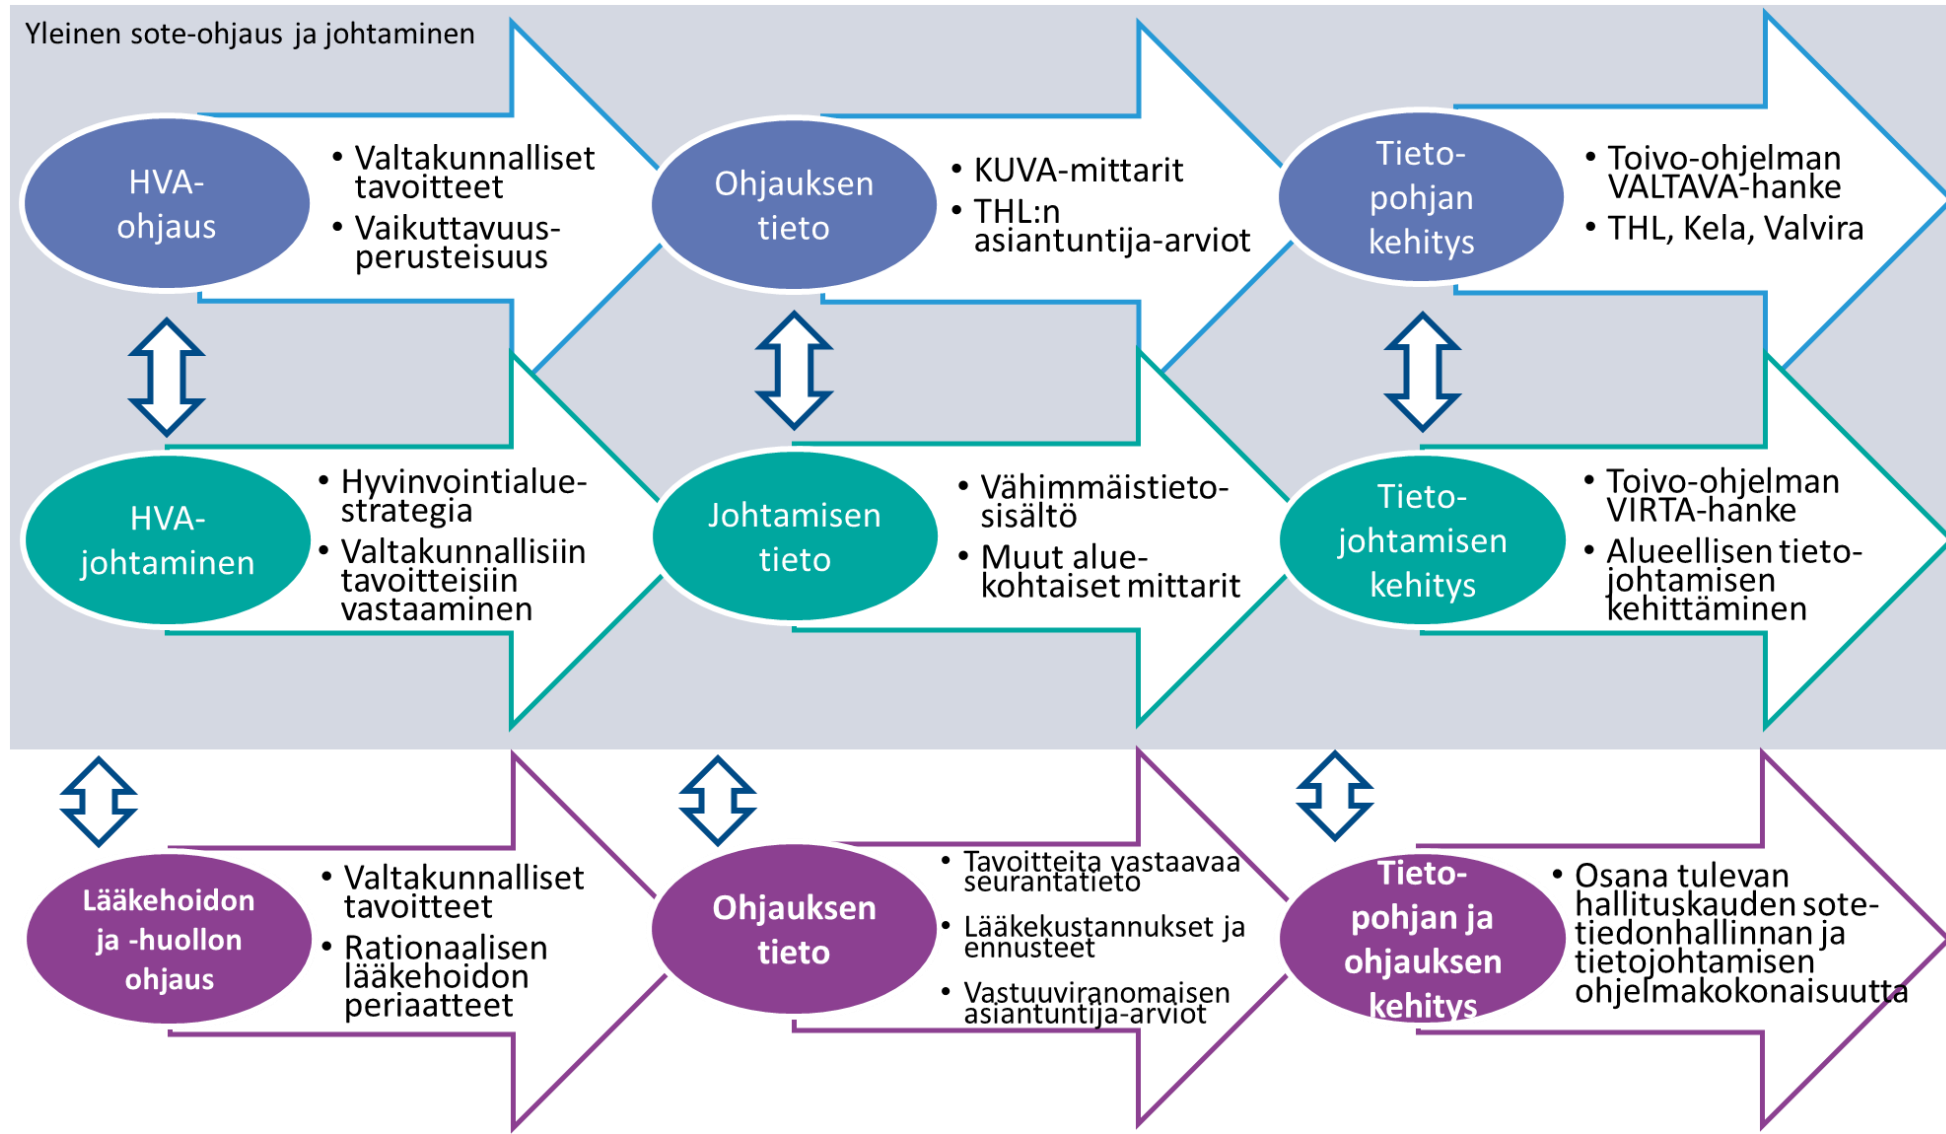 Yleinen sote-ohjaus ja johtaminen
HVA-
ohjaus
• Valtakunnalliset
tavoitteet
• Vaikuttavuus-
perusteisuus
Ohjauksen
tieto
• KUVA-mittarit
• THL:n
asiantuntija-arviot
Tieto-
pohjan
kehitys
• Toivo-ohjelman
VALTAVA-hanke
• THL, Kela, Valvira
HVA-
johtaminen
• Hyvinvointialue-
strategia
• Valtakunnallisiin
tavoitteisiin
vastaaminen
Johtamisen
tieto
• Vähimmäistieto-
sisältö
• Muut alue-
kohtaiset mittarit
Tieto-
johtamisen
kehitys
• Toivo-ohjelman
VIRTA-hanke
• Alueellisen tieto-
johtamisen
kehittäminen
Lääkehoidon
ja -huollon
ohjaus
• Valtakunnalliset
tavoitteet
• Rationaalisen
lääkehoidon
periaatteet
Ohjauksen
tieto
• Tavoitteita vastaavaa
seurantatieto
• Lääkekustannukset ja
ennusteet
• Vastuuviranomaisen
asiantuntija-arviot
Tieto-
pohjan ja
ohjauksen
kehitys
• Osana tulevan
hallituskauden sote-
tiedonhallinnan ja
tietojohtamisen
ohjelmakokonaisuutta